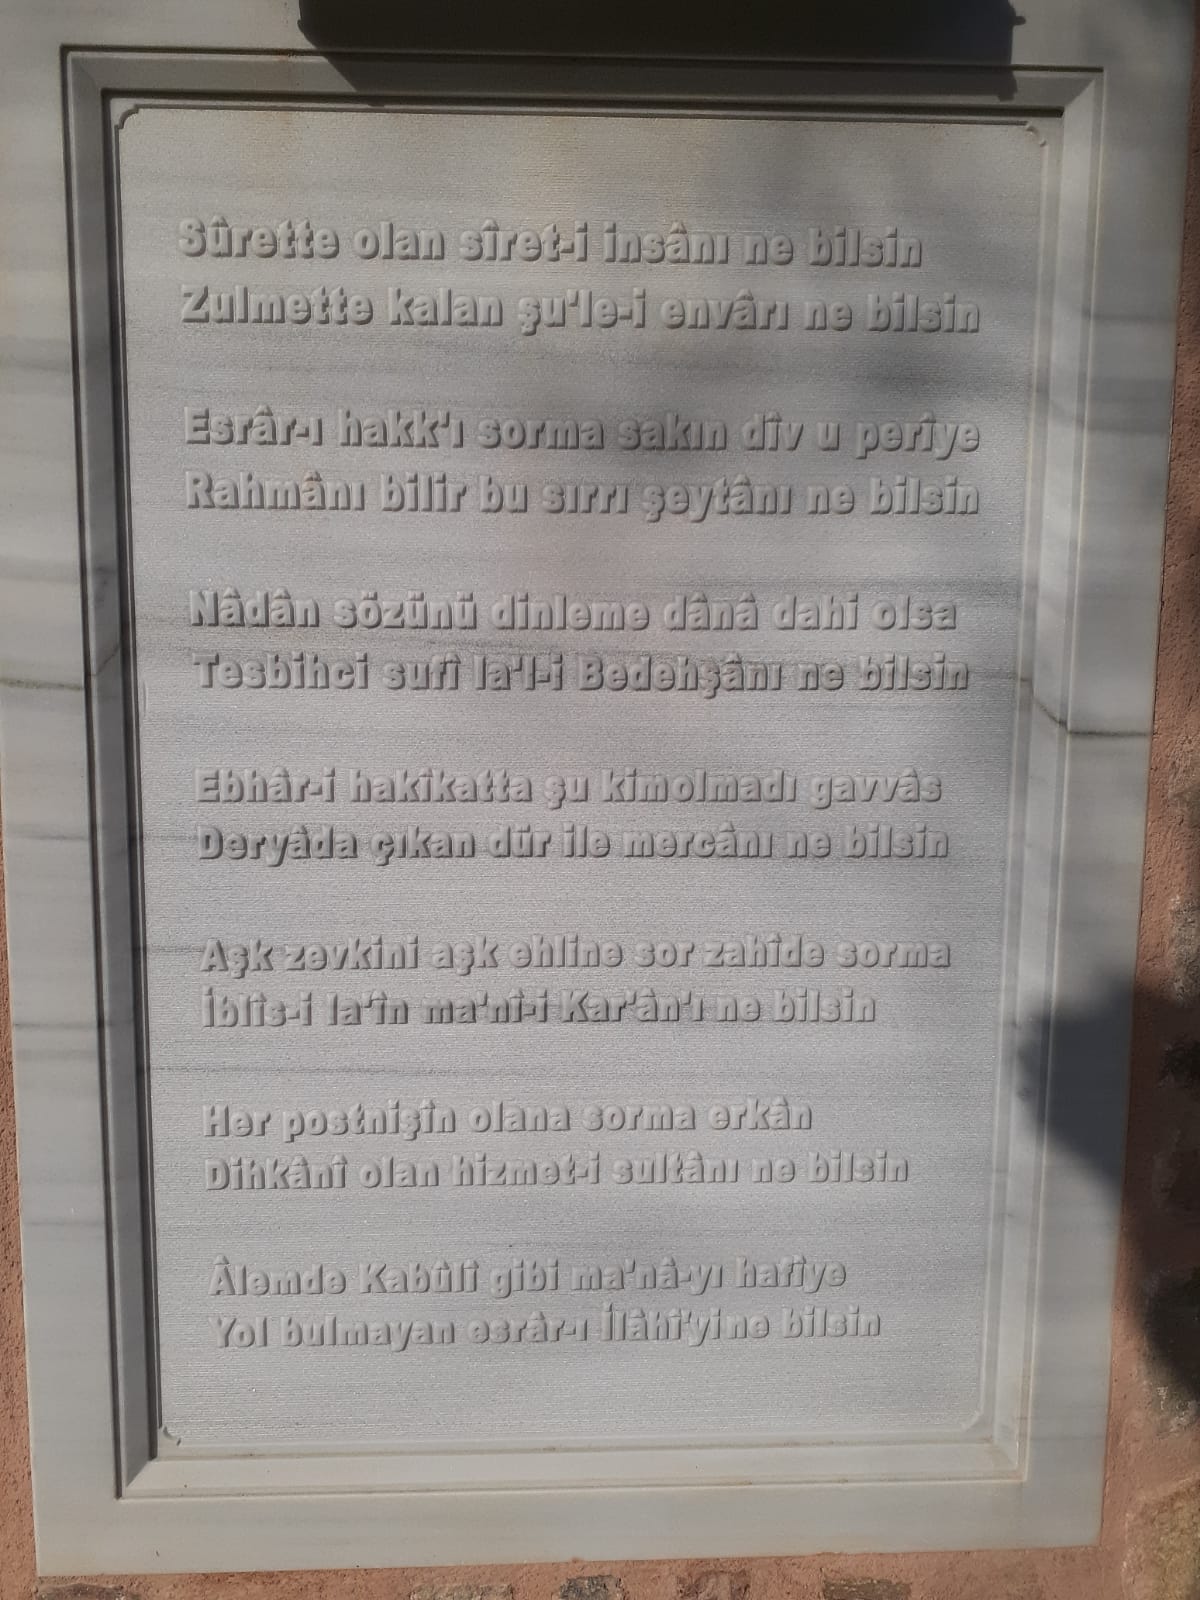 Sûrette olan sîret-i insânı ne bilsin
Zulmette kalan şu'le-i envârı ne bilsin
Esrâr-ı hakk'ı sorma sakın dîv u perîye
Rahmânı bilir bu sırrı şeytânı ne bilsin
Nâdân sözünü dinleme dânâ dahi olsa
Tesbihci sufî la'l-i Bedehşânı ne bilsin
Ebhâr-i hakîkatta şu kimolmadı gavvâs
Deryâda çıkan dür ile mercânı ne bilsin
Aşk zevkini aşk ehline sor zahîde sorma
İblîs-i la'în ma'nî-i Kar'ân'ı ne bilsin
Her postnişîn olana sorma erkân
Dihkânî olan hizmet-i sultânı ne bilsin
Âlemde Kabûlî gibi ma'nâ-yı hafîye
Yol bulmayan esrâr-ı İlâhî'yi ne bilsin